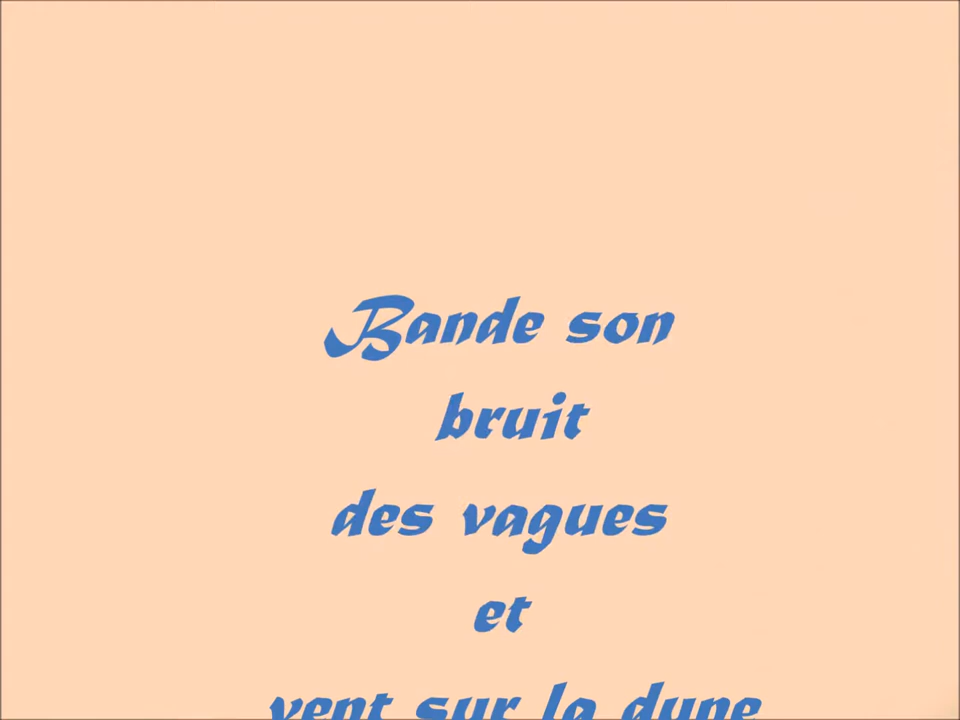 Bande son
bruit
des vagues
et
vent sur la dune